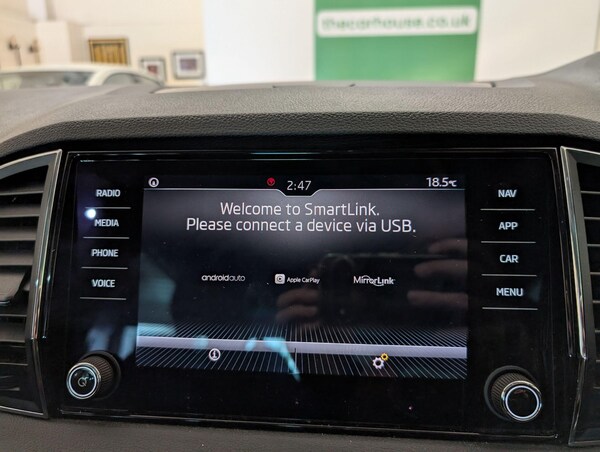 thecarhouse.co.uk
2:47
18.5°C
RADIO
MEDIA
PHONE
VOICE
Welcome to SmartLink.
Please connect a device via USB.
androidauto
Apple CarPlay
MirrorLink
NAV
APP
CAR
MENU